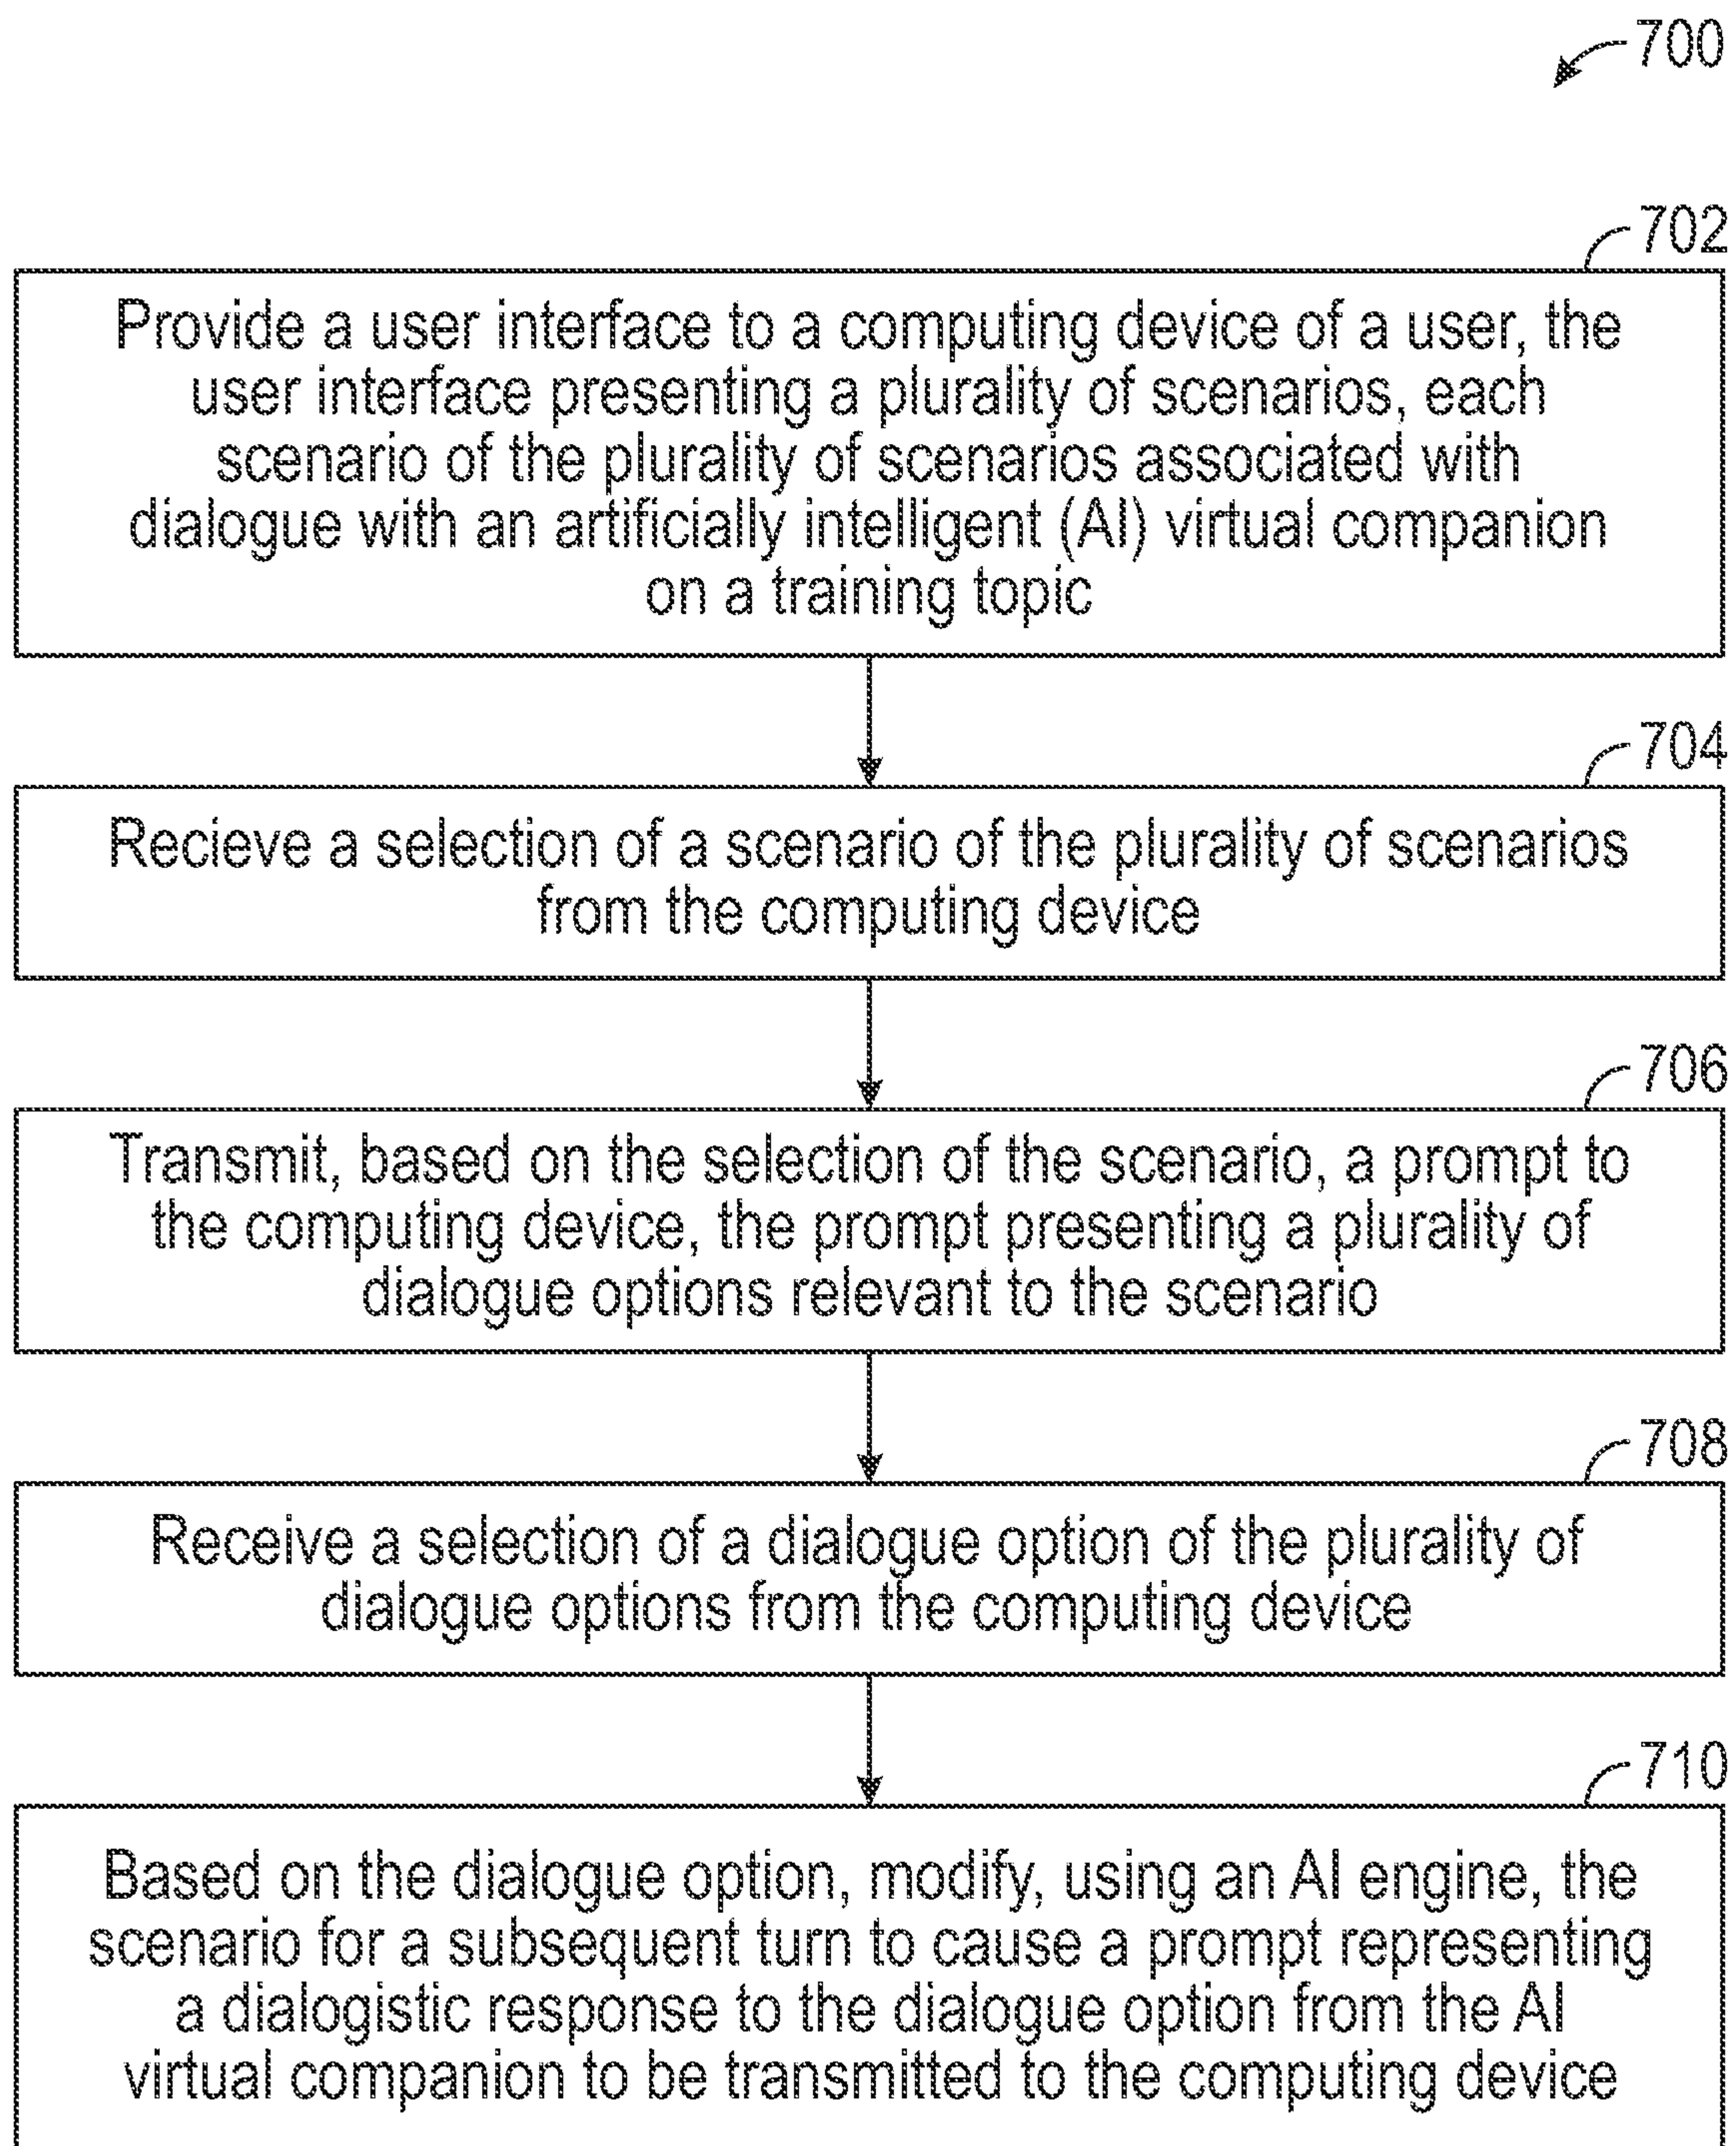 700
702
Provide a user interface to a computing device of a user, the
user interface presenting a plurality of scenarios, each
scenario of the plurality of scenarios associated with
dialogue with an artificially intelligent (AI) virtual companion
on a training topic
704
Recieve a selection of a scenario of the plurality of scenarios
from the computing device
706
Transmit, based on the selection of the scenario, a prompt to
the computing device, the prompt presenting a plurality of
dialogue options relevant to the scenario
708
Receive a selection of a dialogue option of the plurality of
dialogue options from the computing device
710
Based on the dialogue option, modify, using an AI engine, the
scenario for a subsequent turn to cause a prompt representing
a dialogistic response to the dialogue option from the AI
virtual companion to be transmitted to the computing device